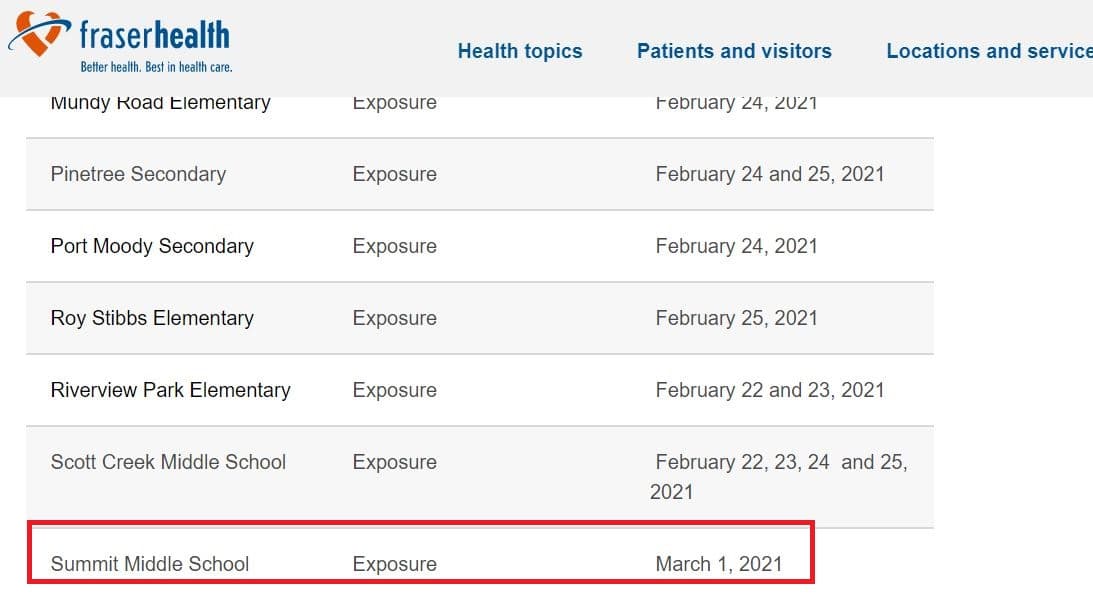 fraserhealth
Better health. Best in health care.
Health topics Patients and visitors Locations and service
Mundy Road Elementary Exposure February 24, 2021
Pinetree Secondary Exposure February 24 and 25, 2021
Port Moody Secondary Exposure February 24, 2021
Roy Stibbs Elementary Exposure February 25, 2021
Riverview Park Elementary Exposure February 22 and 23, 2021
Scott Creek Middle School Exposure February 22, 23, 24 and 25,
2021
Summit Middle School Exposure March 1, 2021